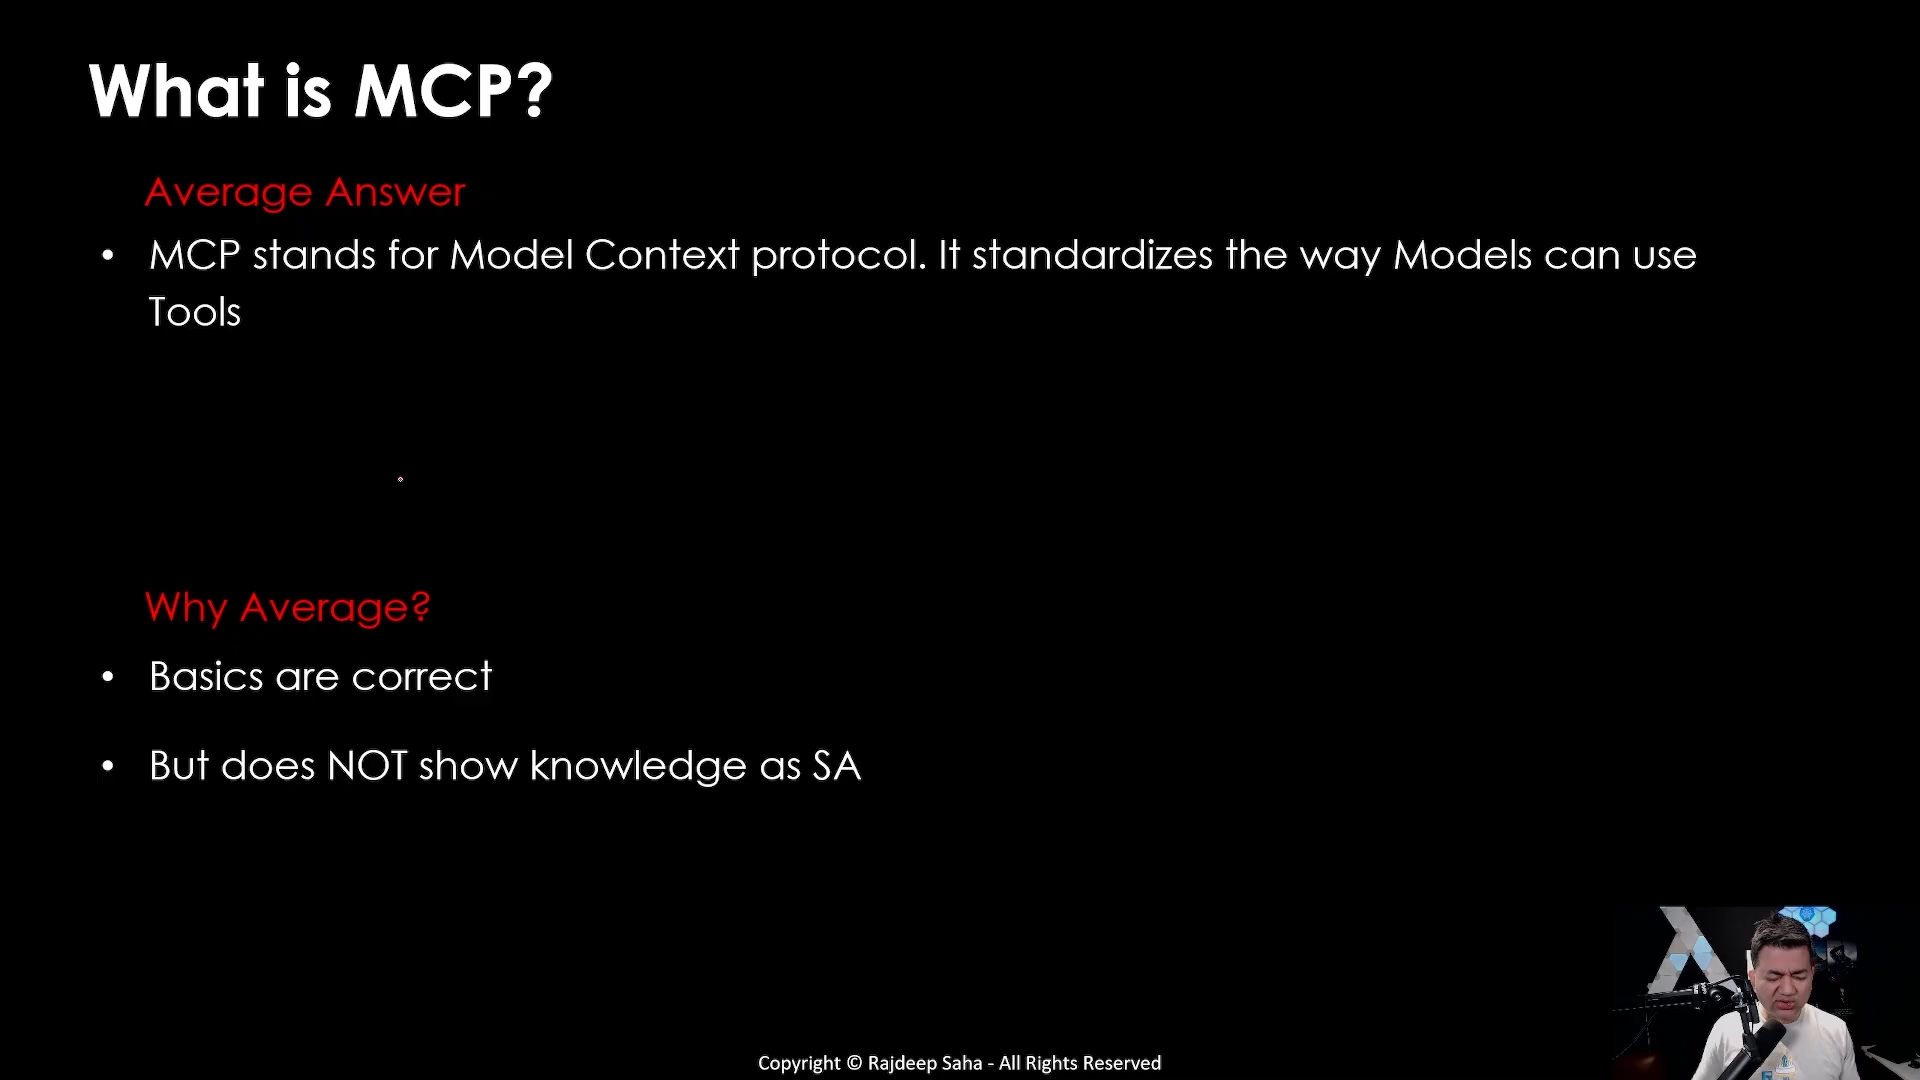 What is MCP?
Average Answer
• MCP stands for Model Context protocol. It standardizes the way Models can use
Tools
Why Average?
• Basics are correct
• But does NOT show knowledge as SA
Copyright © Rajdeep Saha - All Rights Reserved